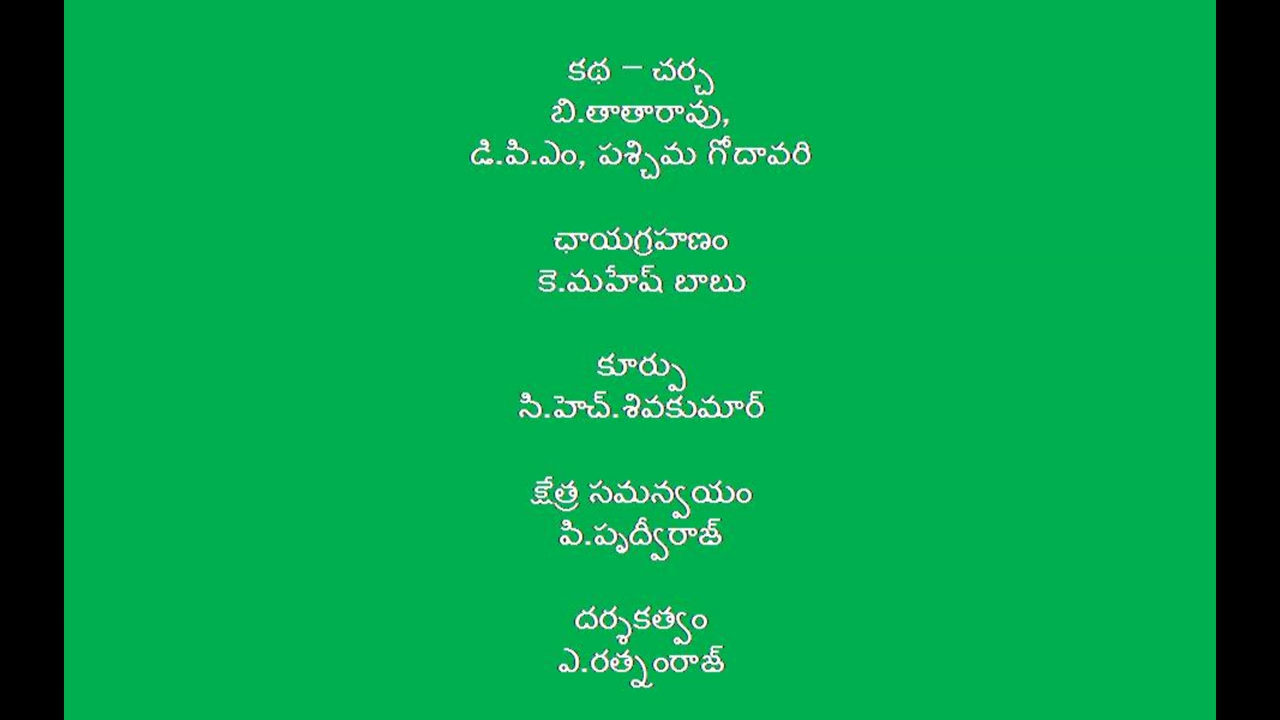 కథ – చర్చ
బి.తాతారావు,
డి.పి.ఎం, పశ్చిమ గోదావరి
ఛాయగ్రహణం
కె.మహేష్ బాబు
కూర్పు
సి.హెచ్.శివకుమార్
క్షేత్ర సమన్వయం
పి.పృద్వీరాజ్
దర్శకత్వం
ఎ.రత్నంరాజ్